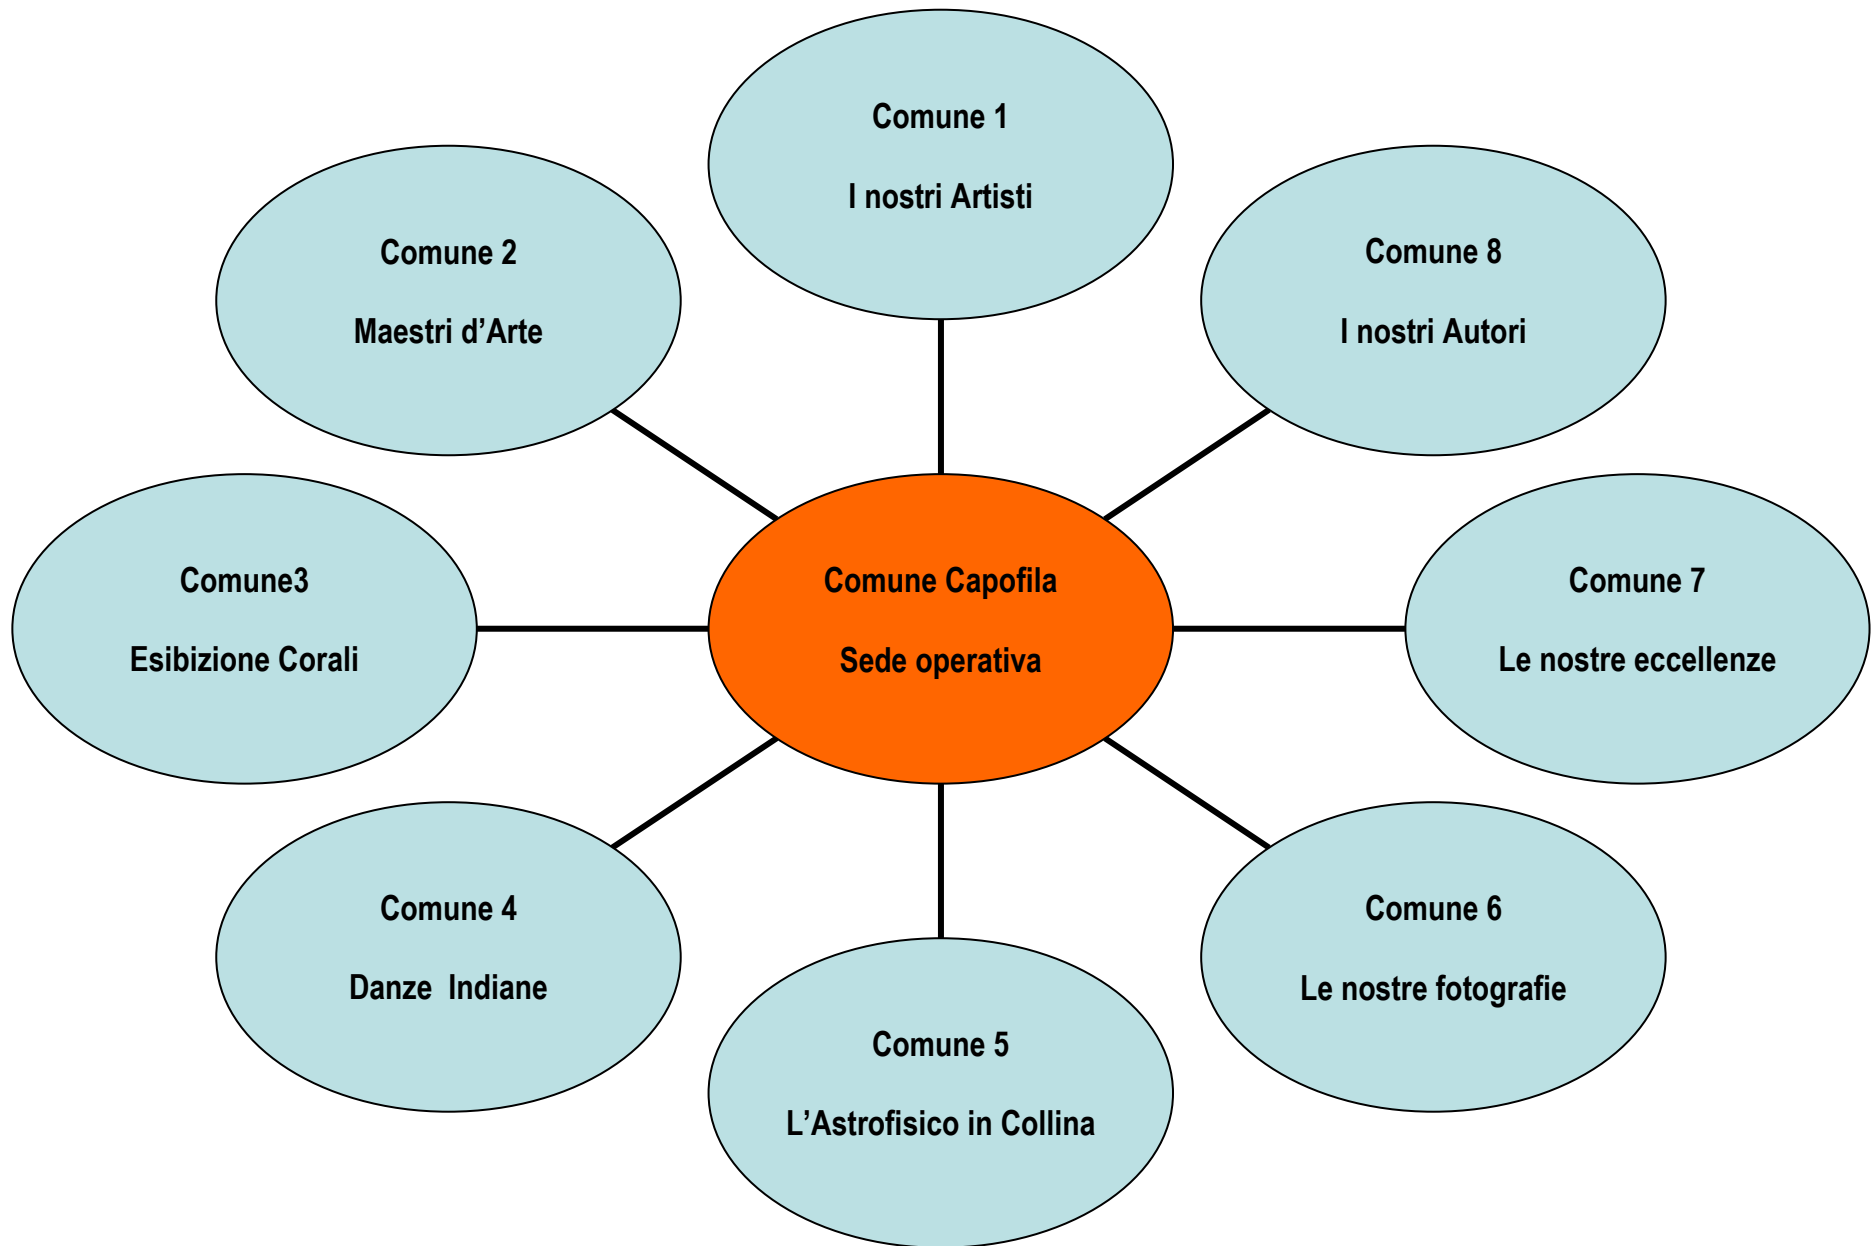 Comune 1
I nostri Artisti
Comune 2
Maestri d’Arte
Comune 8
I nostri Autori
Comune3
Esibizione Corali
Comune Capofila
Sede operativa
Comune 7
Le nostre eccellenze
Comune 4
Danze  Indiane
Comune 6
Le nostre fotografie
Comune 5
L’Astrofisico in Collina